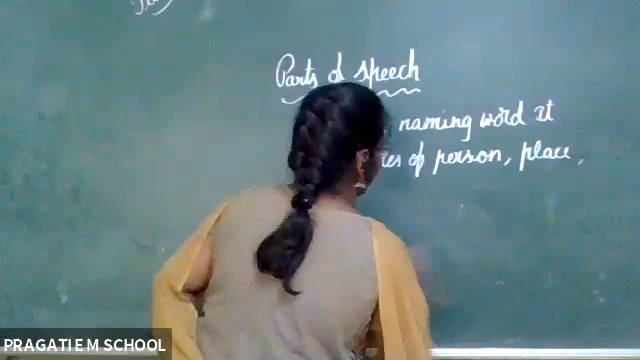 Parts of speech
naming word it
of person, place,
PRAGATI E M SCHOOL